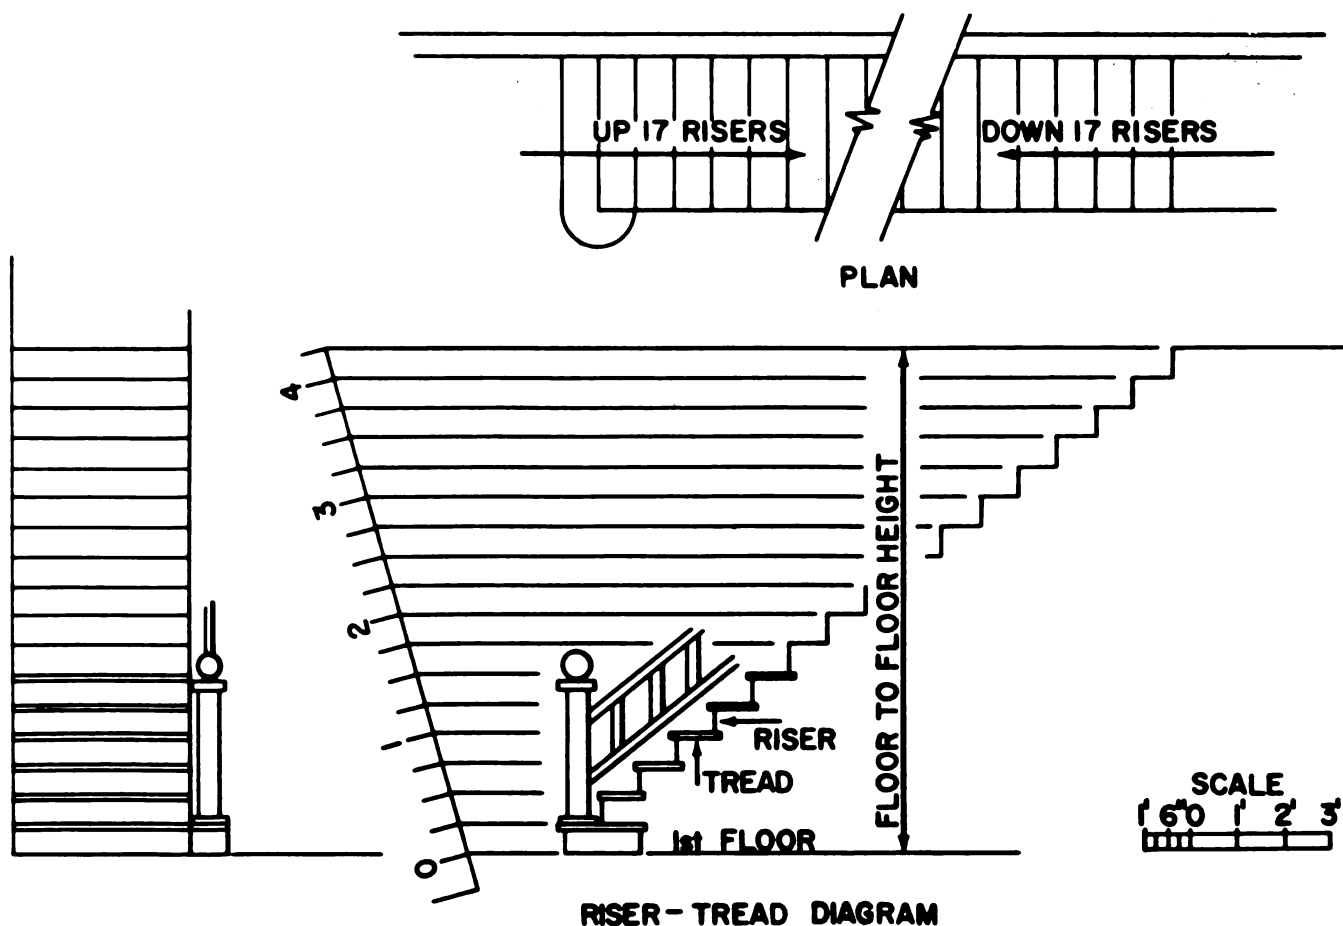 UP 17 RISERS
DOWN 17 RISERS
PLAN
4
3
2
1
0
FLOOR TO FLOOR HEIGHT
RISER
TREAD
1st FLOOR
SCALE
1' 6" 0 1' 2' 3'
RISER - TREAD DIAGRAM